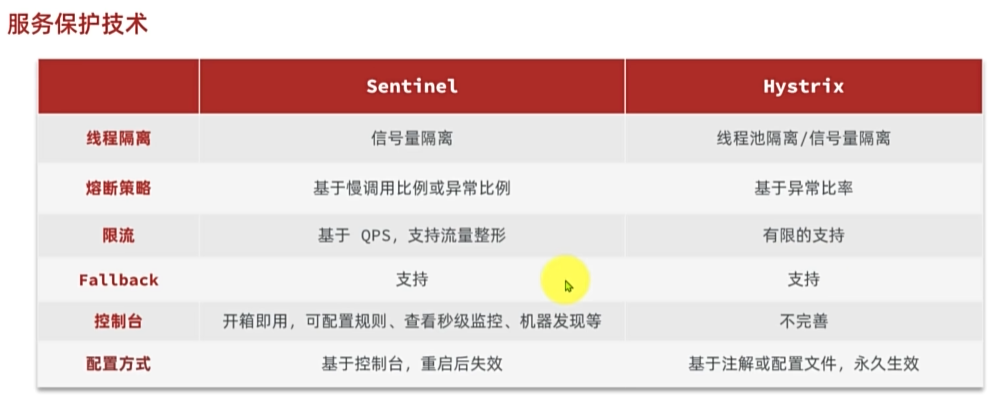 服务保护技术
Sentinel Hystrix
线程隔离 信号量隔离 线程池隔离/信号量隔离
熔断策略 基于慢调用比例或异常比例 基于异常比率
限流 基于 QPS，支持流量整形 有限的支持
Fallback 支持 支持
控制台 开箱即用，可配置规则、查看秒级监控、机器发现等 不完善
配置方式 基于控制台，重启后失效 基于注解或配置文件，永久生效